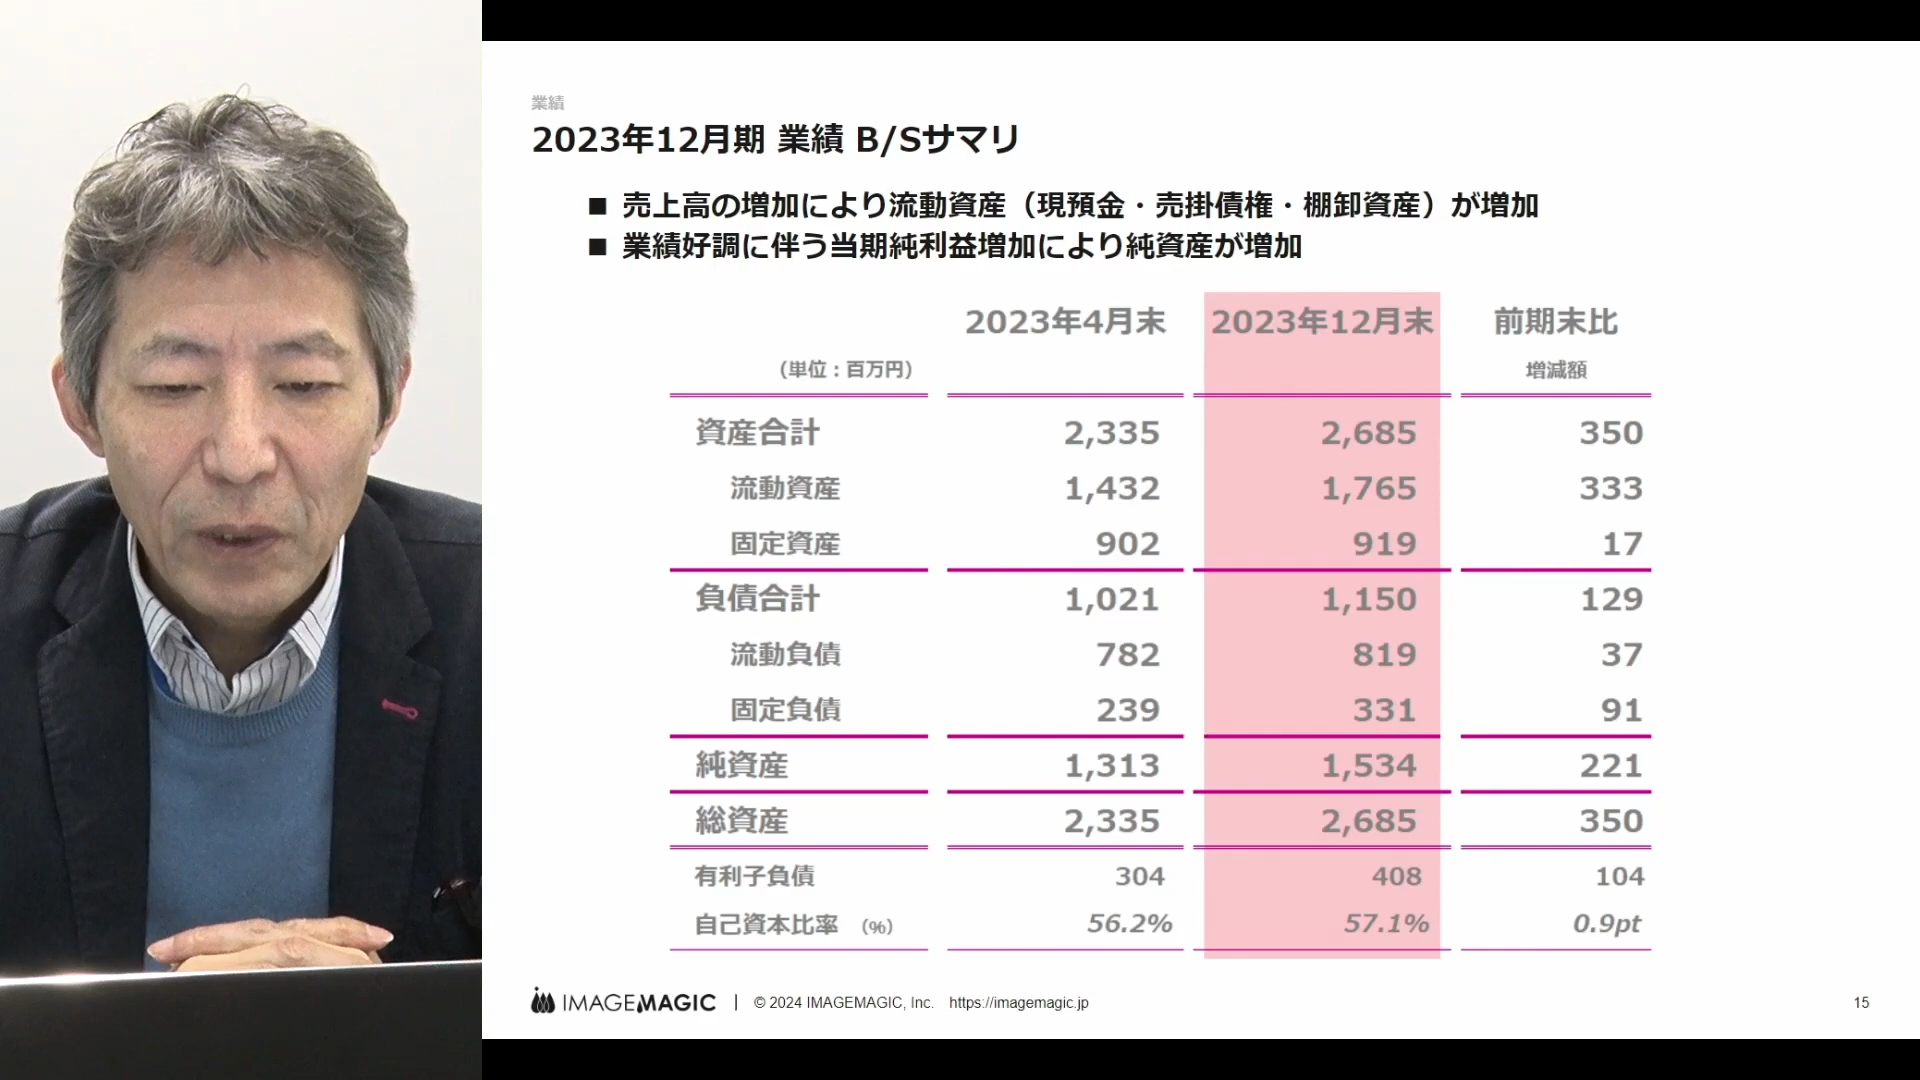 業績
2023年12月期 業績 B/Sサマリ
■ 売上高の増加により流動資産（現預金・売掛債権・棚卸資産）が増加
■ 業績好調に伴う当期純利益増加により純資産が増加
2023年4月末 2023年12月末 前期末比
（単位：百万円） 増減額
資産合計 2,335 2,685 350
流動資産 1,432 1,765 333
固定資産 902 919 17
負債合計 1,021 1,150 129
流動負債 782 819 37
固定負債 239 331 91
純資産 1,313 1,534 221
総資産 2,335 2,685 350
有利子負債 304 408 104
自己資本比率 （%） 56.2% 57.1% 0.9pt
IMAGEMAGIC | © 2024 IMAGEMAGIC, Inc. https://imagemagic.jp 15